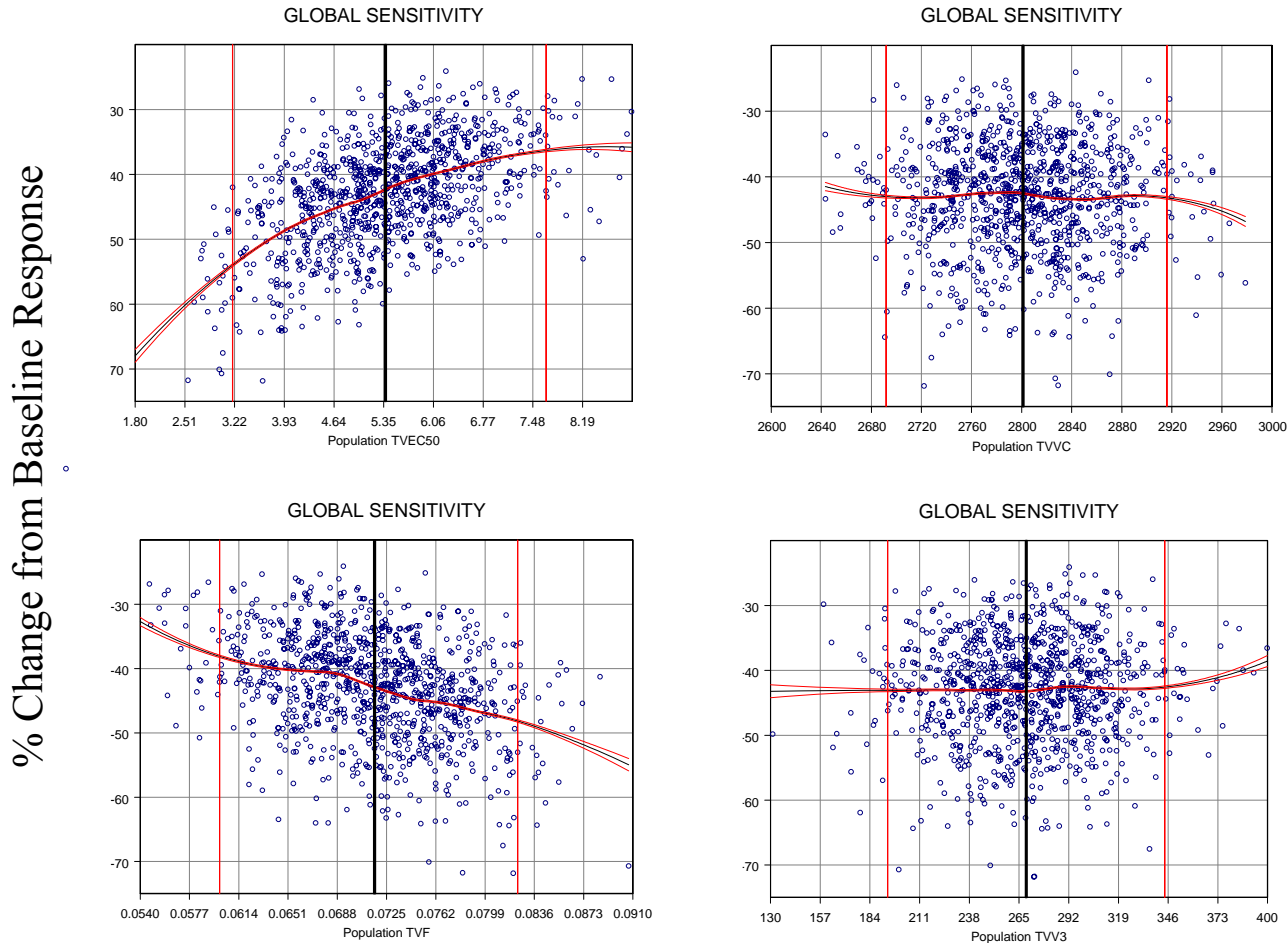 % Change from Baseline Response
GLOBAL SENSITIVITY
30
40
50
60
70
1.80 2.51 3.22 3.93 4.64 5.35 6.06 6.77 7.48 8.19
Population TVEC50
GLOBAL SENSITIVITY
-30
-40
-50
-60
-70
2600 2640 2680 2720 2760 2800 2840 2880 2920 2960 3000
Population TVVC
GLOBAL SENSITIVITY
-30
-40
-50
-60
-70
0.0540 0.0577 0.0614 0.0651 0.0688 0.0725 0.0762 0.0799 0.0836 0.0873 0.0910
Population TVF
GLOBAL SENSITIVITY
-30
-40
-50
-60
-70
130 157 184 211 238 265 292 319 346 373 400
Population TVV3